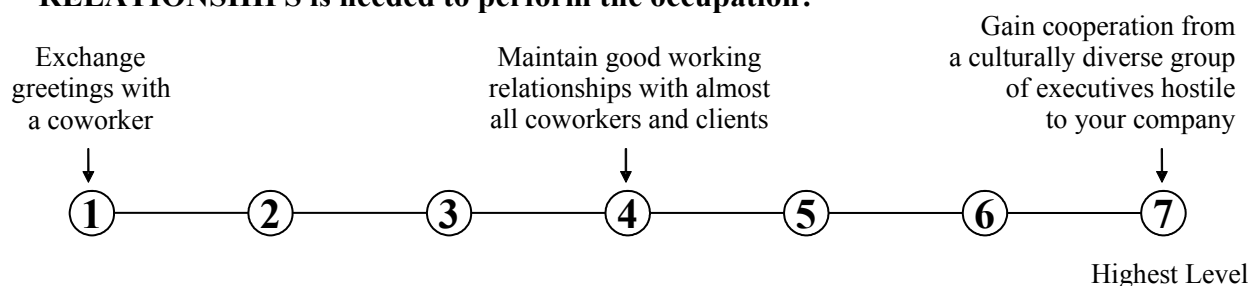 RELATIONSHIPS is needed to perform the occupation?
Exchange
greetings with
a coworker
Maintain good working
relationships with almost
all coworkers and clients
Gain cooperation from
a culturally diverse group
of executives hostile
to your company
1 2 3 4 5 6 7
Highest Level